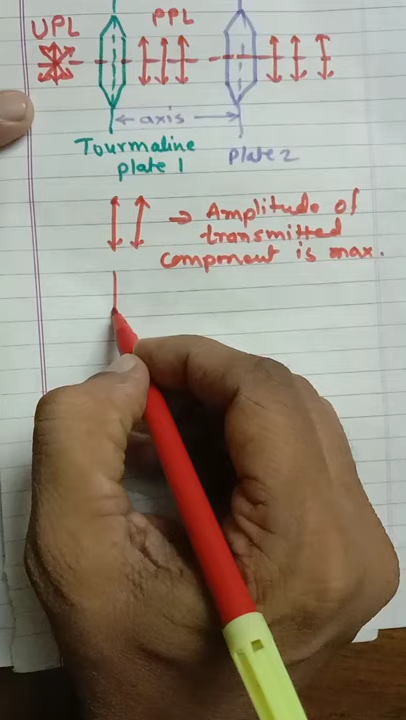 UPL
PPL
axis
Tourmaline
plate 1
plate 2
→ Amplitude of
transmitted
component is max.